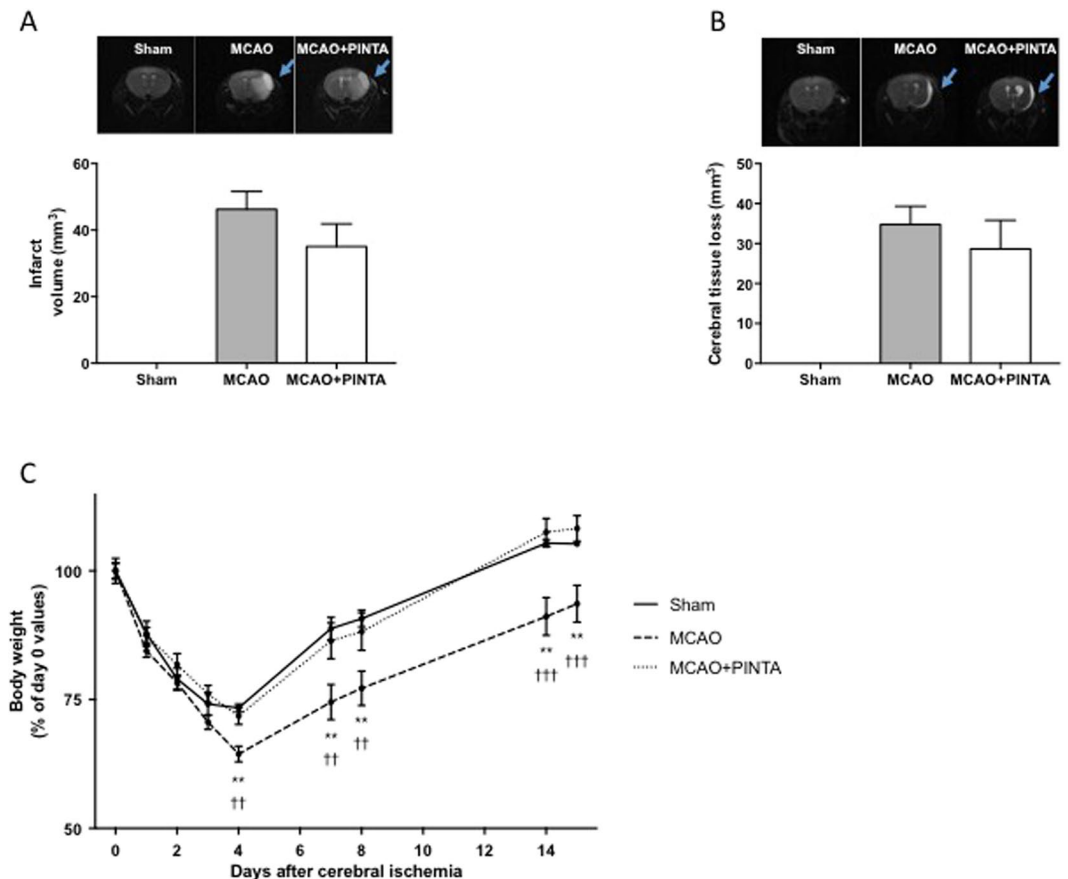 A
B
Sham MCAO MCAO+PINTA
Sham MCAO MCAO+PINTA
60
40
20
0
Infarct
volume (mm³)
Sham MCAO MCAO+PINTA
50
40
30
20
10
0
Cerebral tissue loss (mm³)
Sham MCAO MCAO+PINTA
C
100
75
50
Body weight
(% of day 0 values)
** ** ** ** **
†† †† †† ††† †††
Sham
MCAO
MCAO+PINTA
0 2 4 6 8 10 12 14
Days after cerebral ischemia